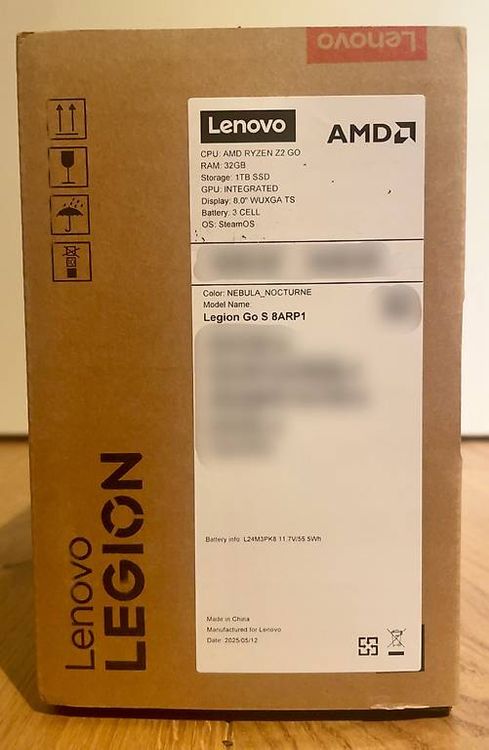 Lenovo
Lenovo
AMD
CPU: AMD RYZEN Z2 GO
RAM: 32GB
Storage: 1TB SSD
GPU: INTEGRATED
Display: 8.0" WUXGA TS
Battery: 3 CELL
OS: SteamOS
Color: NEBULA_NOCTURNE
Model Name:
Legion Go S 8ARP1
Battery info: L24M3PK8 11.7V/55.5Wh
Made in China
Manufactured for Lenovo
Date: 2025/05/12
Lenovo
LEGION